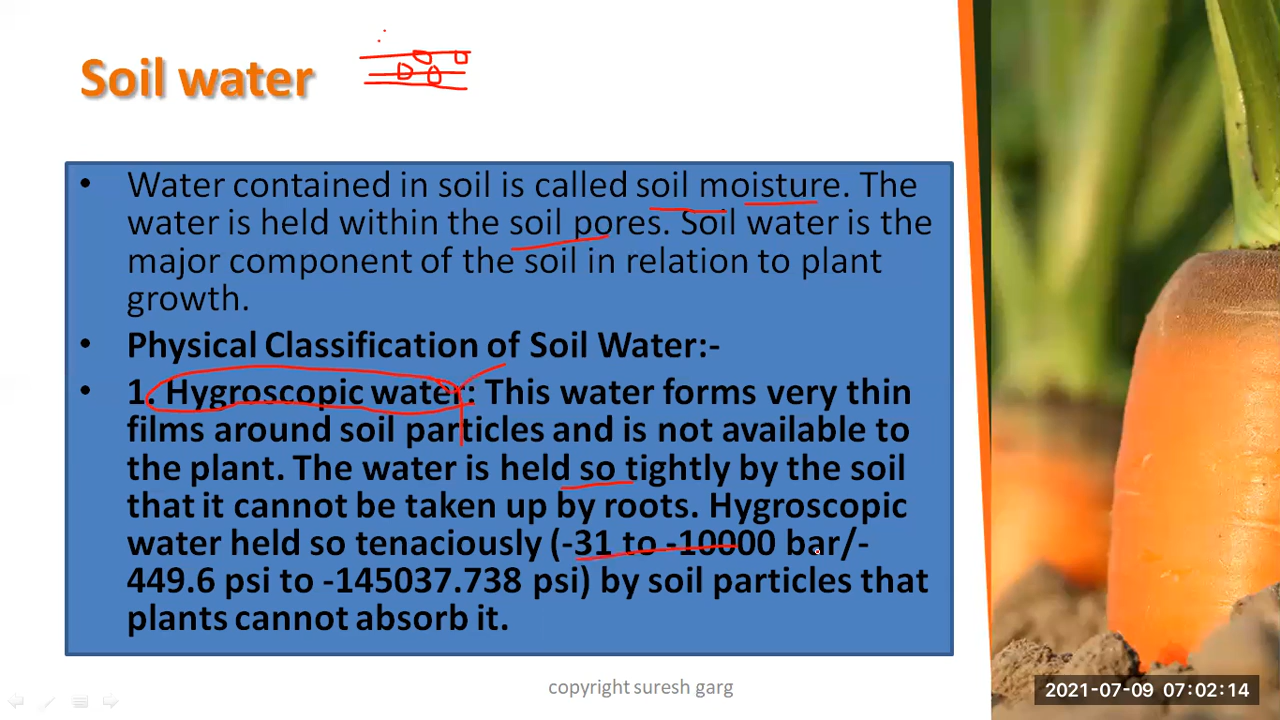 Soil water
• Water contained in soil is called soil moisture. The
water is held within the soil pores. Soil water is the
major component of the soil in relation to plant
growth.
• Physical Classification of Soil Water:-
• 1. Hygroscopic water: This water forms very thin
films around soil particles and is not available to
the plant. The water is held so tightly by the soil
that it cannot be taken up by roots. Hygroscopic
water held so tenaciously (-31 to -10000 bar/-
449.6 psi to -145037.738 psi) by soil particles that
plants cannot absorb it.
copyright suresh garg
2021-07-09 07:02:14